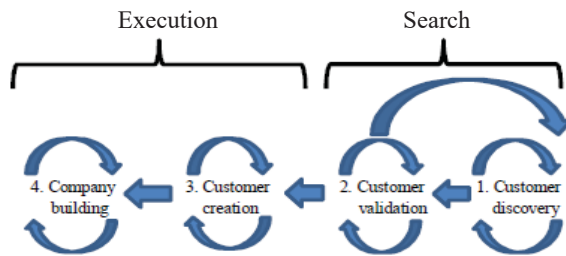 Execution
Search
4. Company
building
3. Customer
creation
2. Customer
validation
1. Customer
discovery